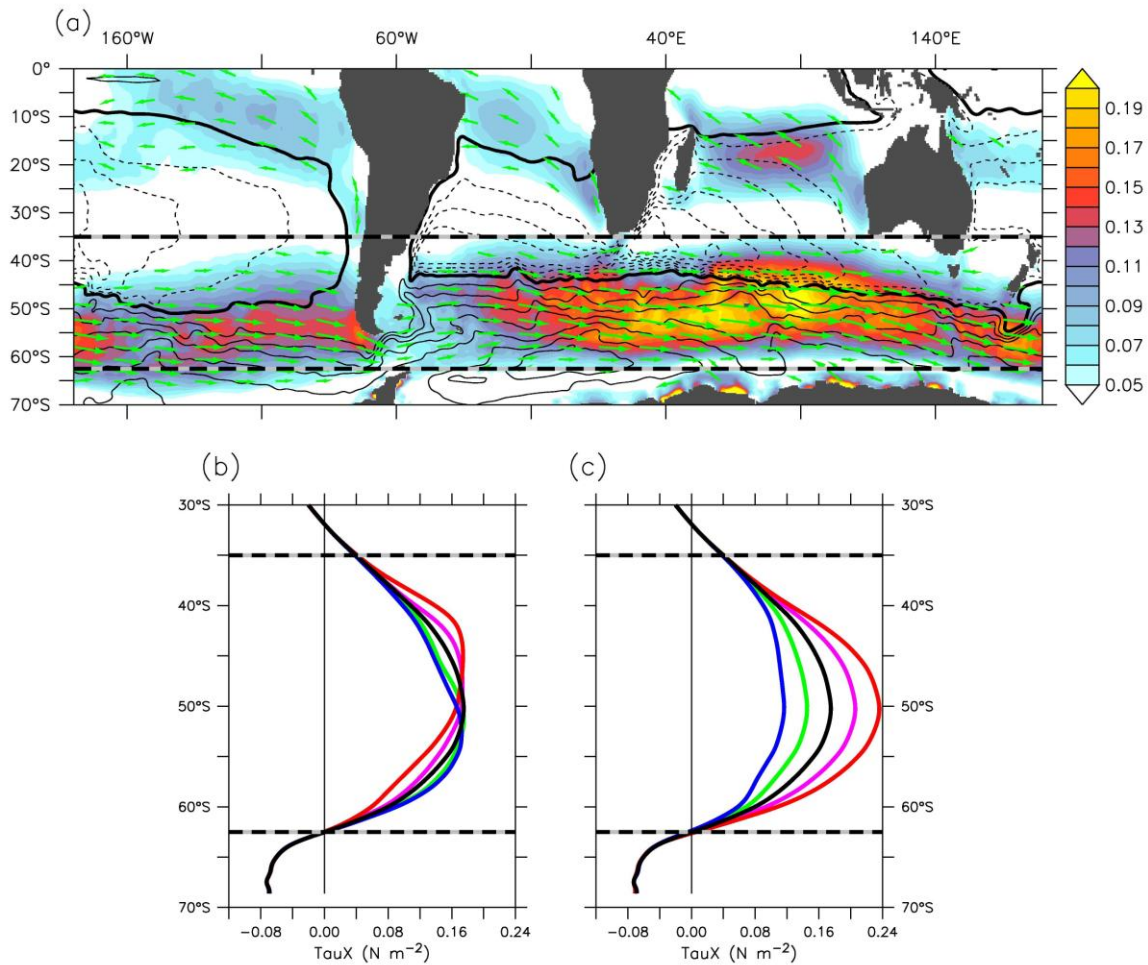 (a)
160°W 60°W 40°E 140°E
0°
10°S
20°S
30°S
40°S
50°S
60°S
70°S
0.19
0.17
0.15
0.13
0.11
0.09
0.07
0.05
(b) (c)
30°S 30°S
40°S 40°S
50°S 50°S
60°S 60°S
70°S 70°S
-0.08 0.00 0.08 0.16 0.24 -0.08 0.00 0.08 0.16 0.24
TauX (N m⁻²) TauX (N m⁻²)